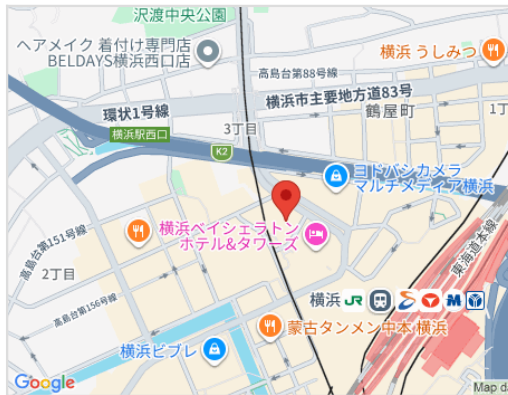 沢渡中央公園
ヘアメイク 着付け専門店
BELDAYS横浜西口店
横浜 うしみつ
高島台第88号線
横浜市主要地方道83号
環状1号線
鶴屋町
1丁
3丁目
横浜駅西口
K2
ヨドバシカメラ
マルチメディア横浜
横浜ベイシェラトン
ホテル&タワーズ
高島台第151号線
2丁目
東海道本線
高島台第156号線
横浜 JR
蒙古タンメン中本 横浜
横浜ビブレ
Google
Map da